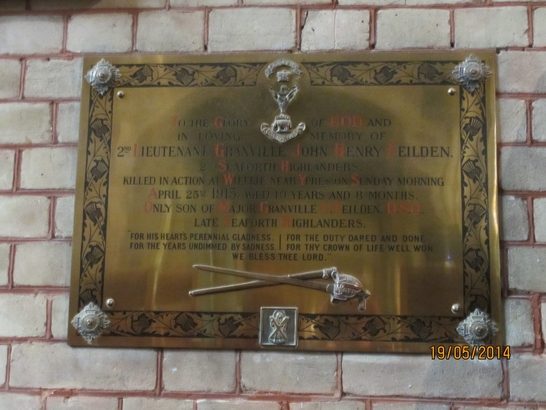 TO THE GLORY OF GOD AND
IN LOVING MEMORY OF
2ND LIEUTENANT GRANVILLE JOHN HENRY FEILDEN.
2. SEAFORTH HIGHLANDERS.
KILLED IN ACTION AT WIELTJE NEAR YPRES ON SUNDAY MORNING
APRIL 25TH 1915 AGED 19 YEARS AND 8 MONTHS.
ONLY SON OF MAJOR GRANVILLE FEILDEN. D.S.O.
LATE SEAFORTH HIGHLANDERS.
"FOR HIS HEARTS PERENNIAL GLADNESS. FOR THE DUTY DARED AND DONE
FOR THE YEARS UNDIMMED BY SADNESS. FOR THY CROWN OF LIFE WELL WON
WE BLESS THEE LORD."
19/05/2014